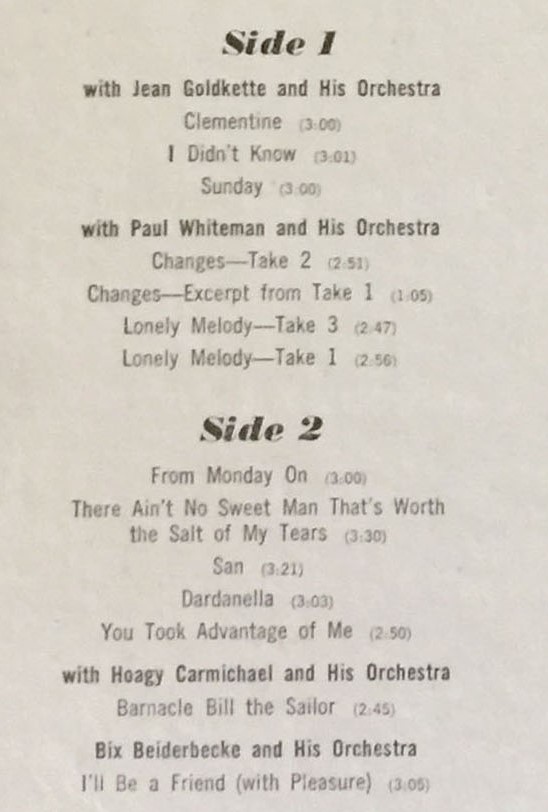 Side 1
with Jean Goldkette and His Orchestra
Clementine (3:00)
I Didn't Know (3:01)
Sunday (3:00)
with Paul Whiteman and His Orchestra
Changes—Take 2 (2:51)
Changes—Excerpt from Take 1 (1:05)
Lonely Melody—Take 3 (2:47)
Lonely Melody—Take 1 (2:56)
Side 2
From Monday On (3:00)
There Ain't No Sweet Man That's Worth
the Salt of My Tears (3:30)
San (3:21)
Dardanella (3:03)
You Took Advantage of Me (2:50)
with Hoagy Carmichael and His Orchestra
Barnacle Bill the Sailor (2:45)
Bix Beiderbecke and His Orchestra
I'll Be a Friend (with Pleasure) (3:05)